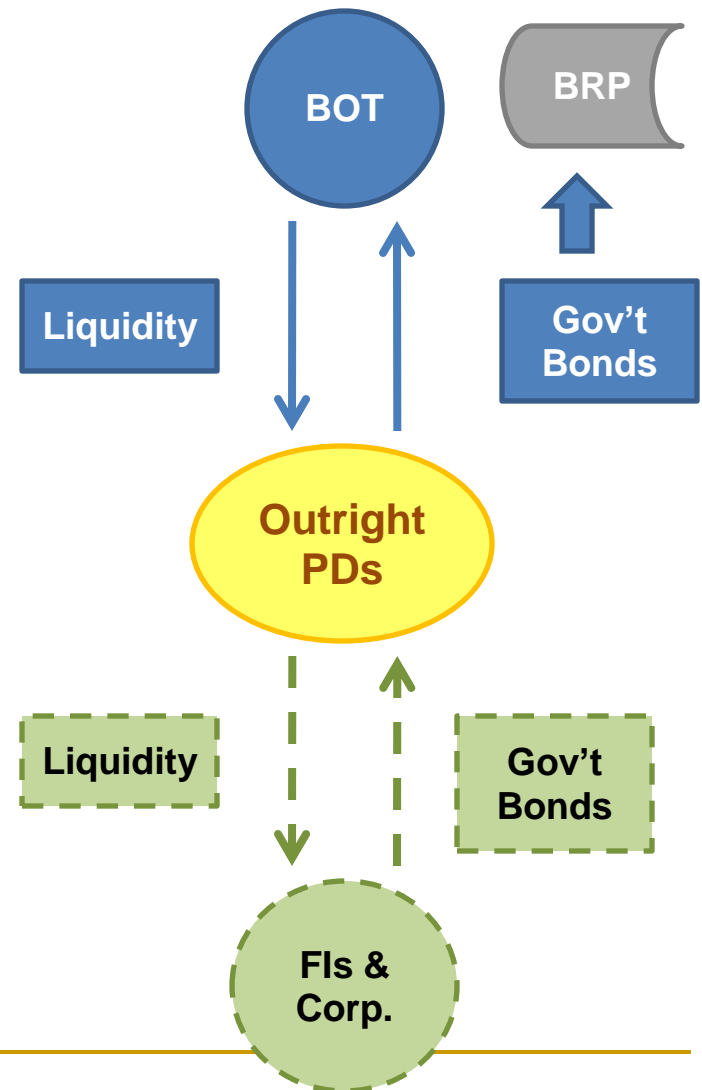 BOT
BRP
Liquidity
Gov’t
Bonds
Outright
PDs
Liquidity
Gov’t
Bonds
FIs &
Corp.